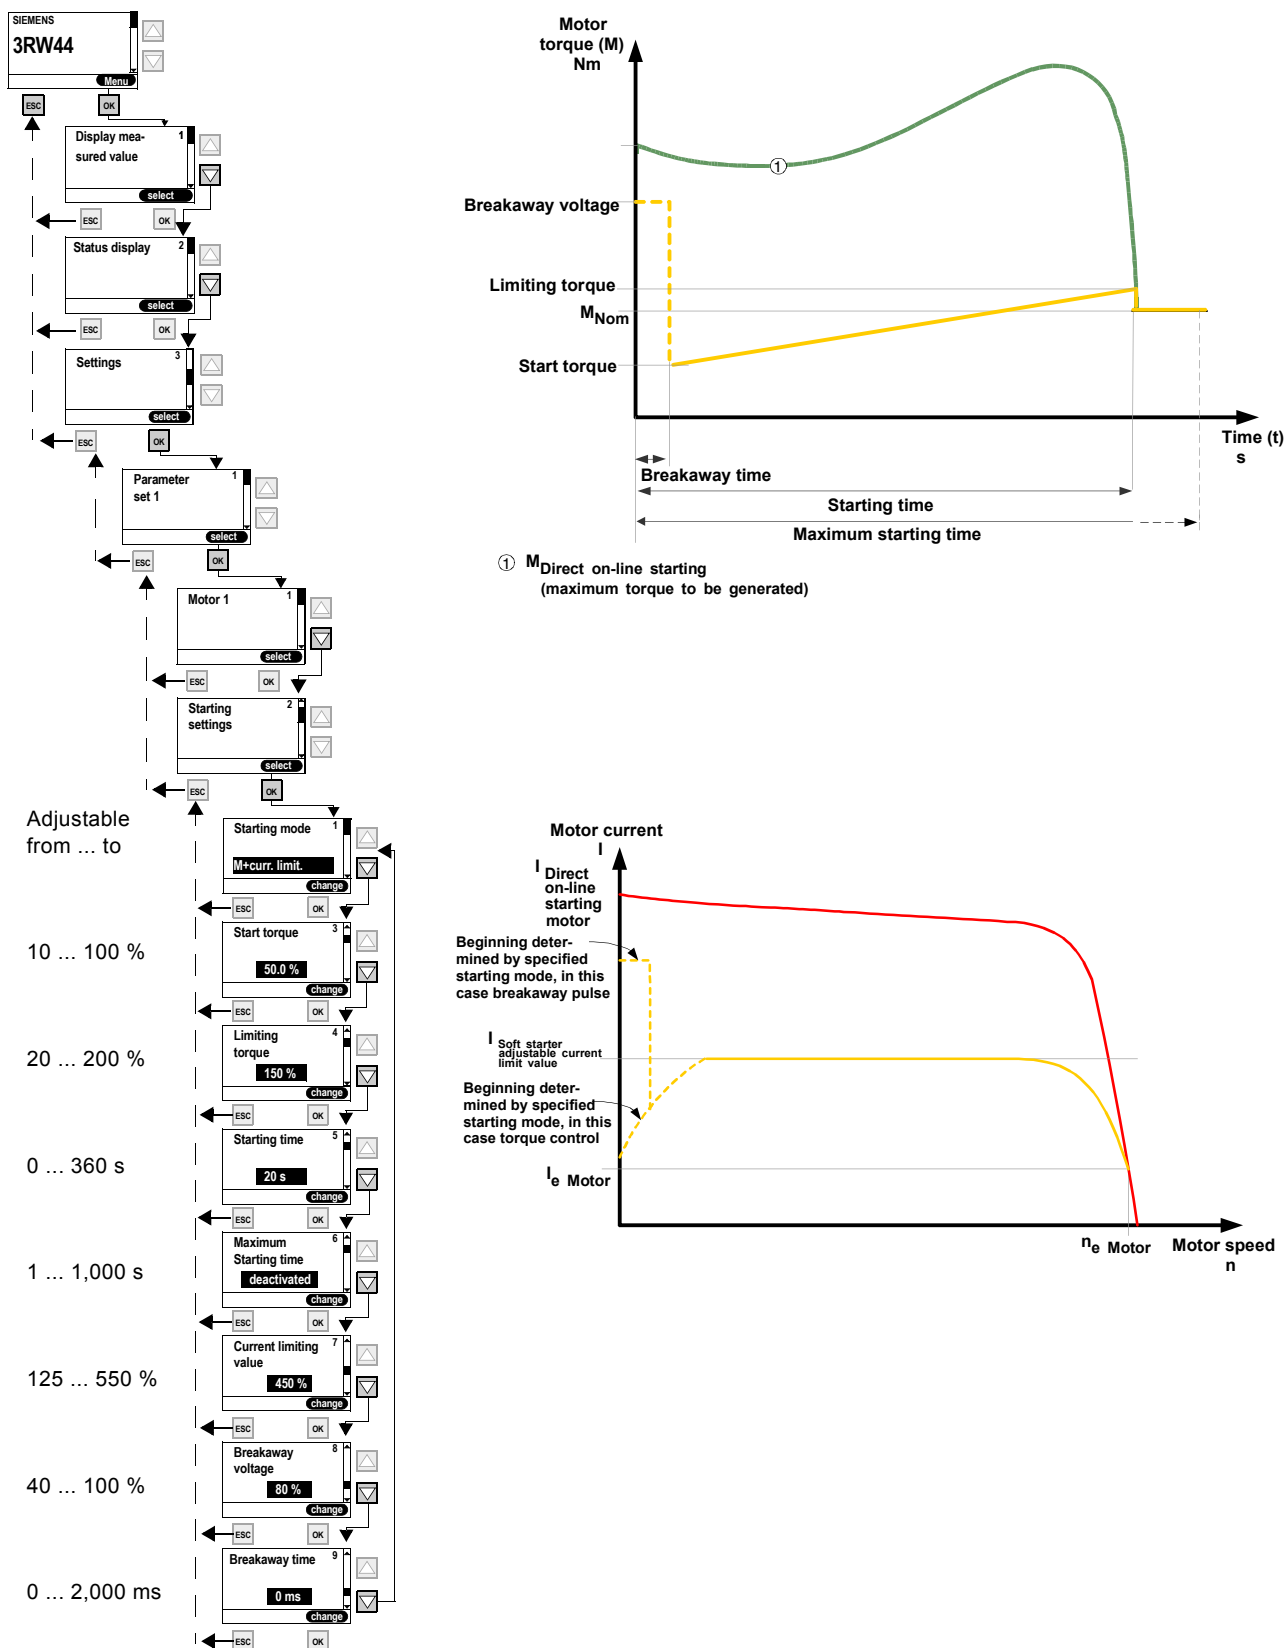 SIEMENS
3RW44
Menu
ESC
OK
Display mea-
sured value
1
select
ESC
OK
Status display
2
select
ESC
OK
Settings
3
select
ESC
OK
Parameter
set 1
1
select
ESC
OK
Motor 1
1
select
ESC
OK
Starting
settings
2
select
ESC
OK
Adjustable
from ... to
Starting mode
1
M+curr. limit.
change
ESC
OK
10 ... 100 %
Start torque
3
50.0 %
change
ESC
OK
20 ... 200 %
Limiting
torque
4
150 %
change
ESC
OK
0 ... 360 s
Starting time
5
20 s
change
ESC
OK
1 ... 1,000 s
Maximum
Starting time
6
deactivated
change
ESC
OK
125 ... 550 %
Current limiting
value
7
450 %
change
ESC
OK
40 ... 100 %
Breakaway
voltage
8
80 %
change
ESC
OK
0 ... 2,000 ms
Breakaway time
9
0 ms
change
ESC
OK
Motor
torque (M)
Nm
①
Breakaway voltage
Limiting torque
MNom
Start torque
Time (t)
s
Breakaway time
Starting time
Maximum starting time
① MDirect on-line starting
(maximum torque to be generated)
Motor current
I
I Direct
on-line
starting
motor
Beginning deter-
mined by specified
starting mode, in this
case breakaway pulse
I Soft starter
adjustable current
limit value
Beginning deter-
mined by specified
starting mode, in this
case torque control
Ie Motor
ne Motor
Motor speed
n